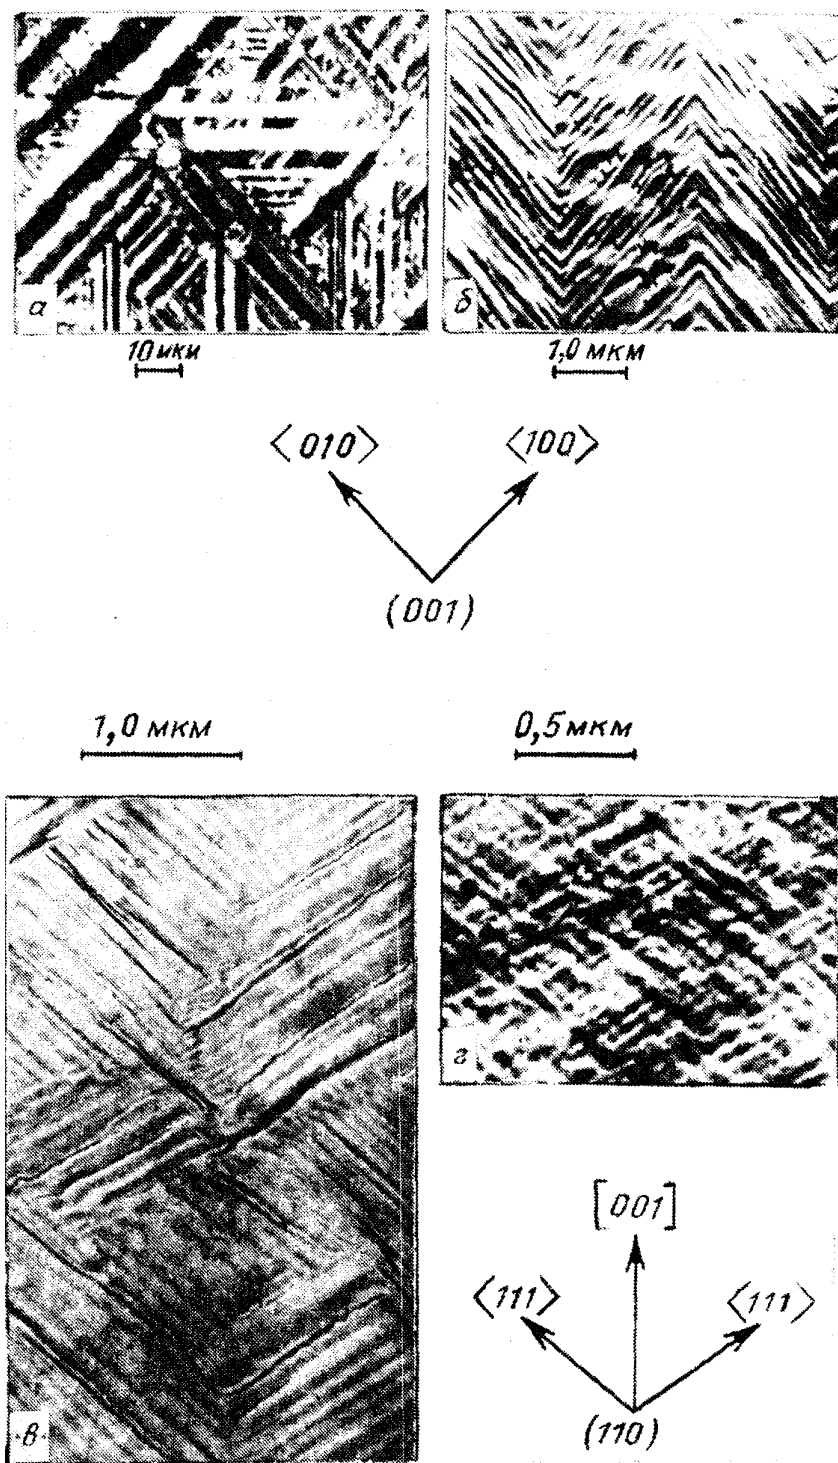 а
б
10 мкм
1,0 мкм
<010>
<100>
(001)
1,0 мкм
0,5 мкм
в
г
[001]
<111>
<111>
(110)